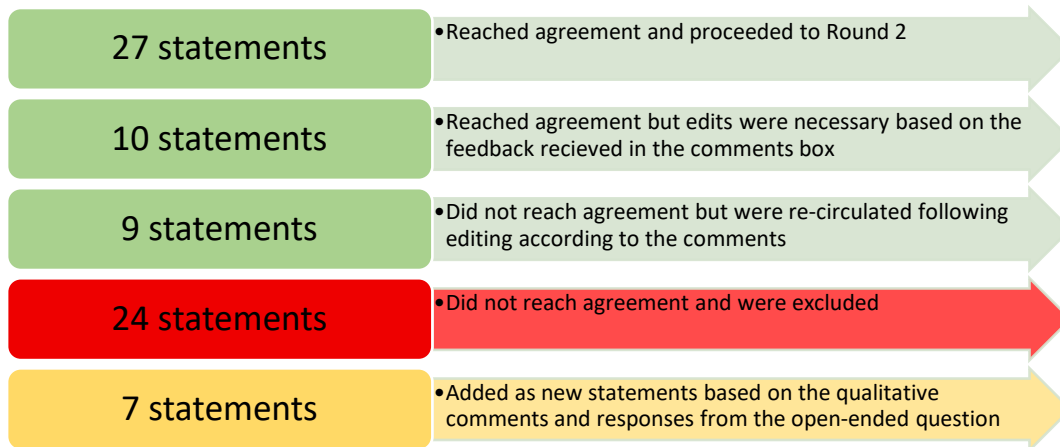 27 statements
•Reached agreement and proceeded to Round 2
10 statements
•Reached agreement but edits were necessary based on the
feedback recieved in the comments box
9 statements
•Did not reach agreement but were re-circulated following
editing according to the comments
24 statements
•Did not reach agreement and were excluded
7 statements
•Added as new statements based on the qualitative
comments and responses from the open-ended question